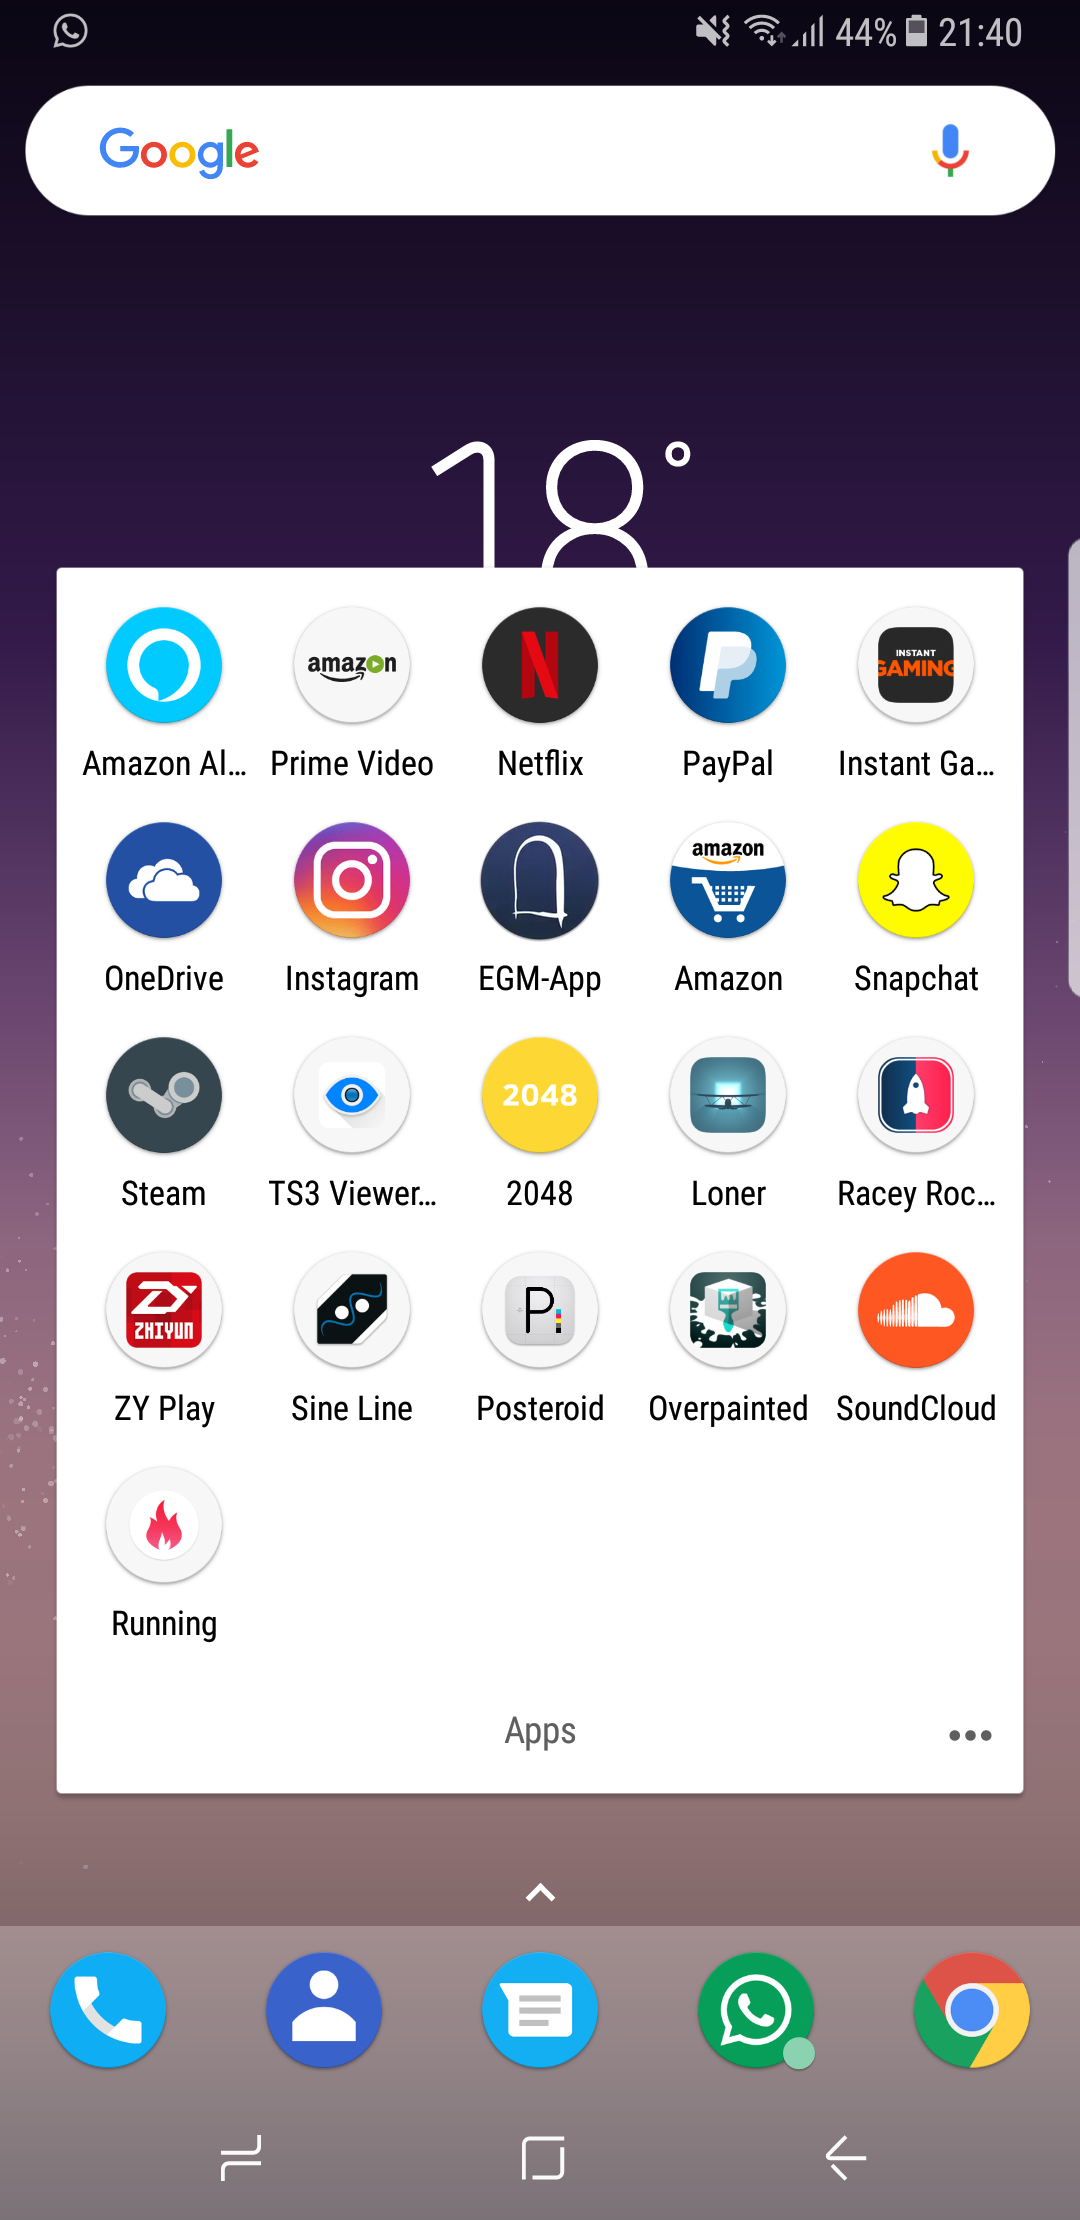 44% 21:40
Google
18°
amazon
INSTANT
GAMING
Amazon Al... Prime Video Netflix PayPal Instant Ga...
amazon
OneDrive Instagram EGM-App Amazon Snapchat
2048
Steam TS3 Viewer... 2048 Loner Racey Roc...
ZY
ZHIYUN
P
ZY Play Sine Line Posteroid Overpainted SoundCloud
Running
Apps